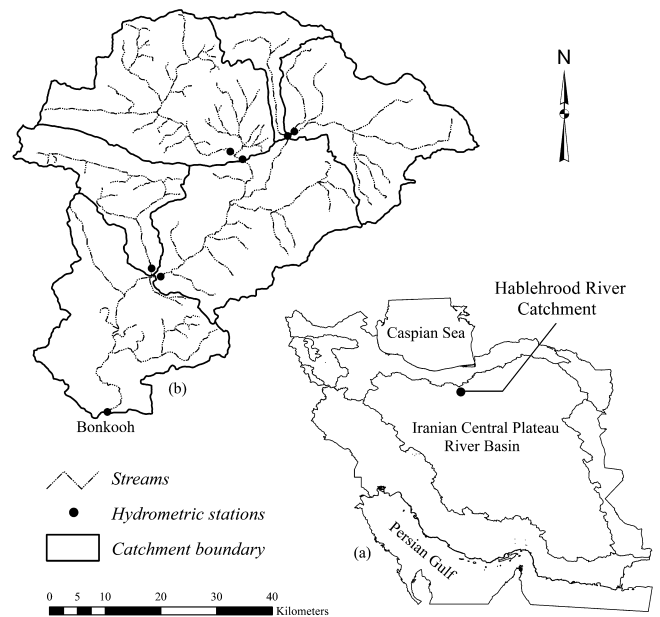 N
Hablehrood River
Catchment
Caspian Sea
(b)
Iranian Central Plateau
River Basin
Bonkooh
Streams
Hydrometric stations
Catchment boundary
(a)
Persian Gulf
0 5 10 20 30 40
Kilometers